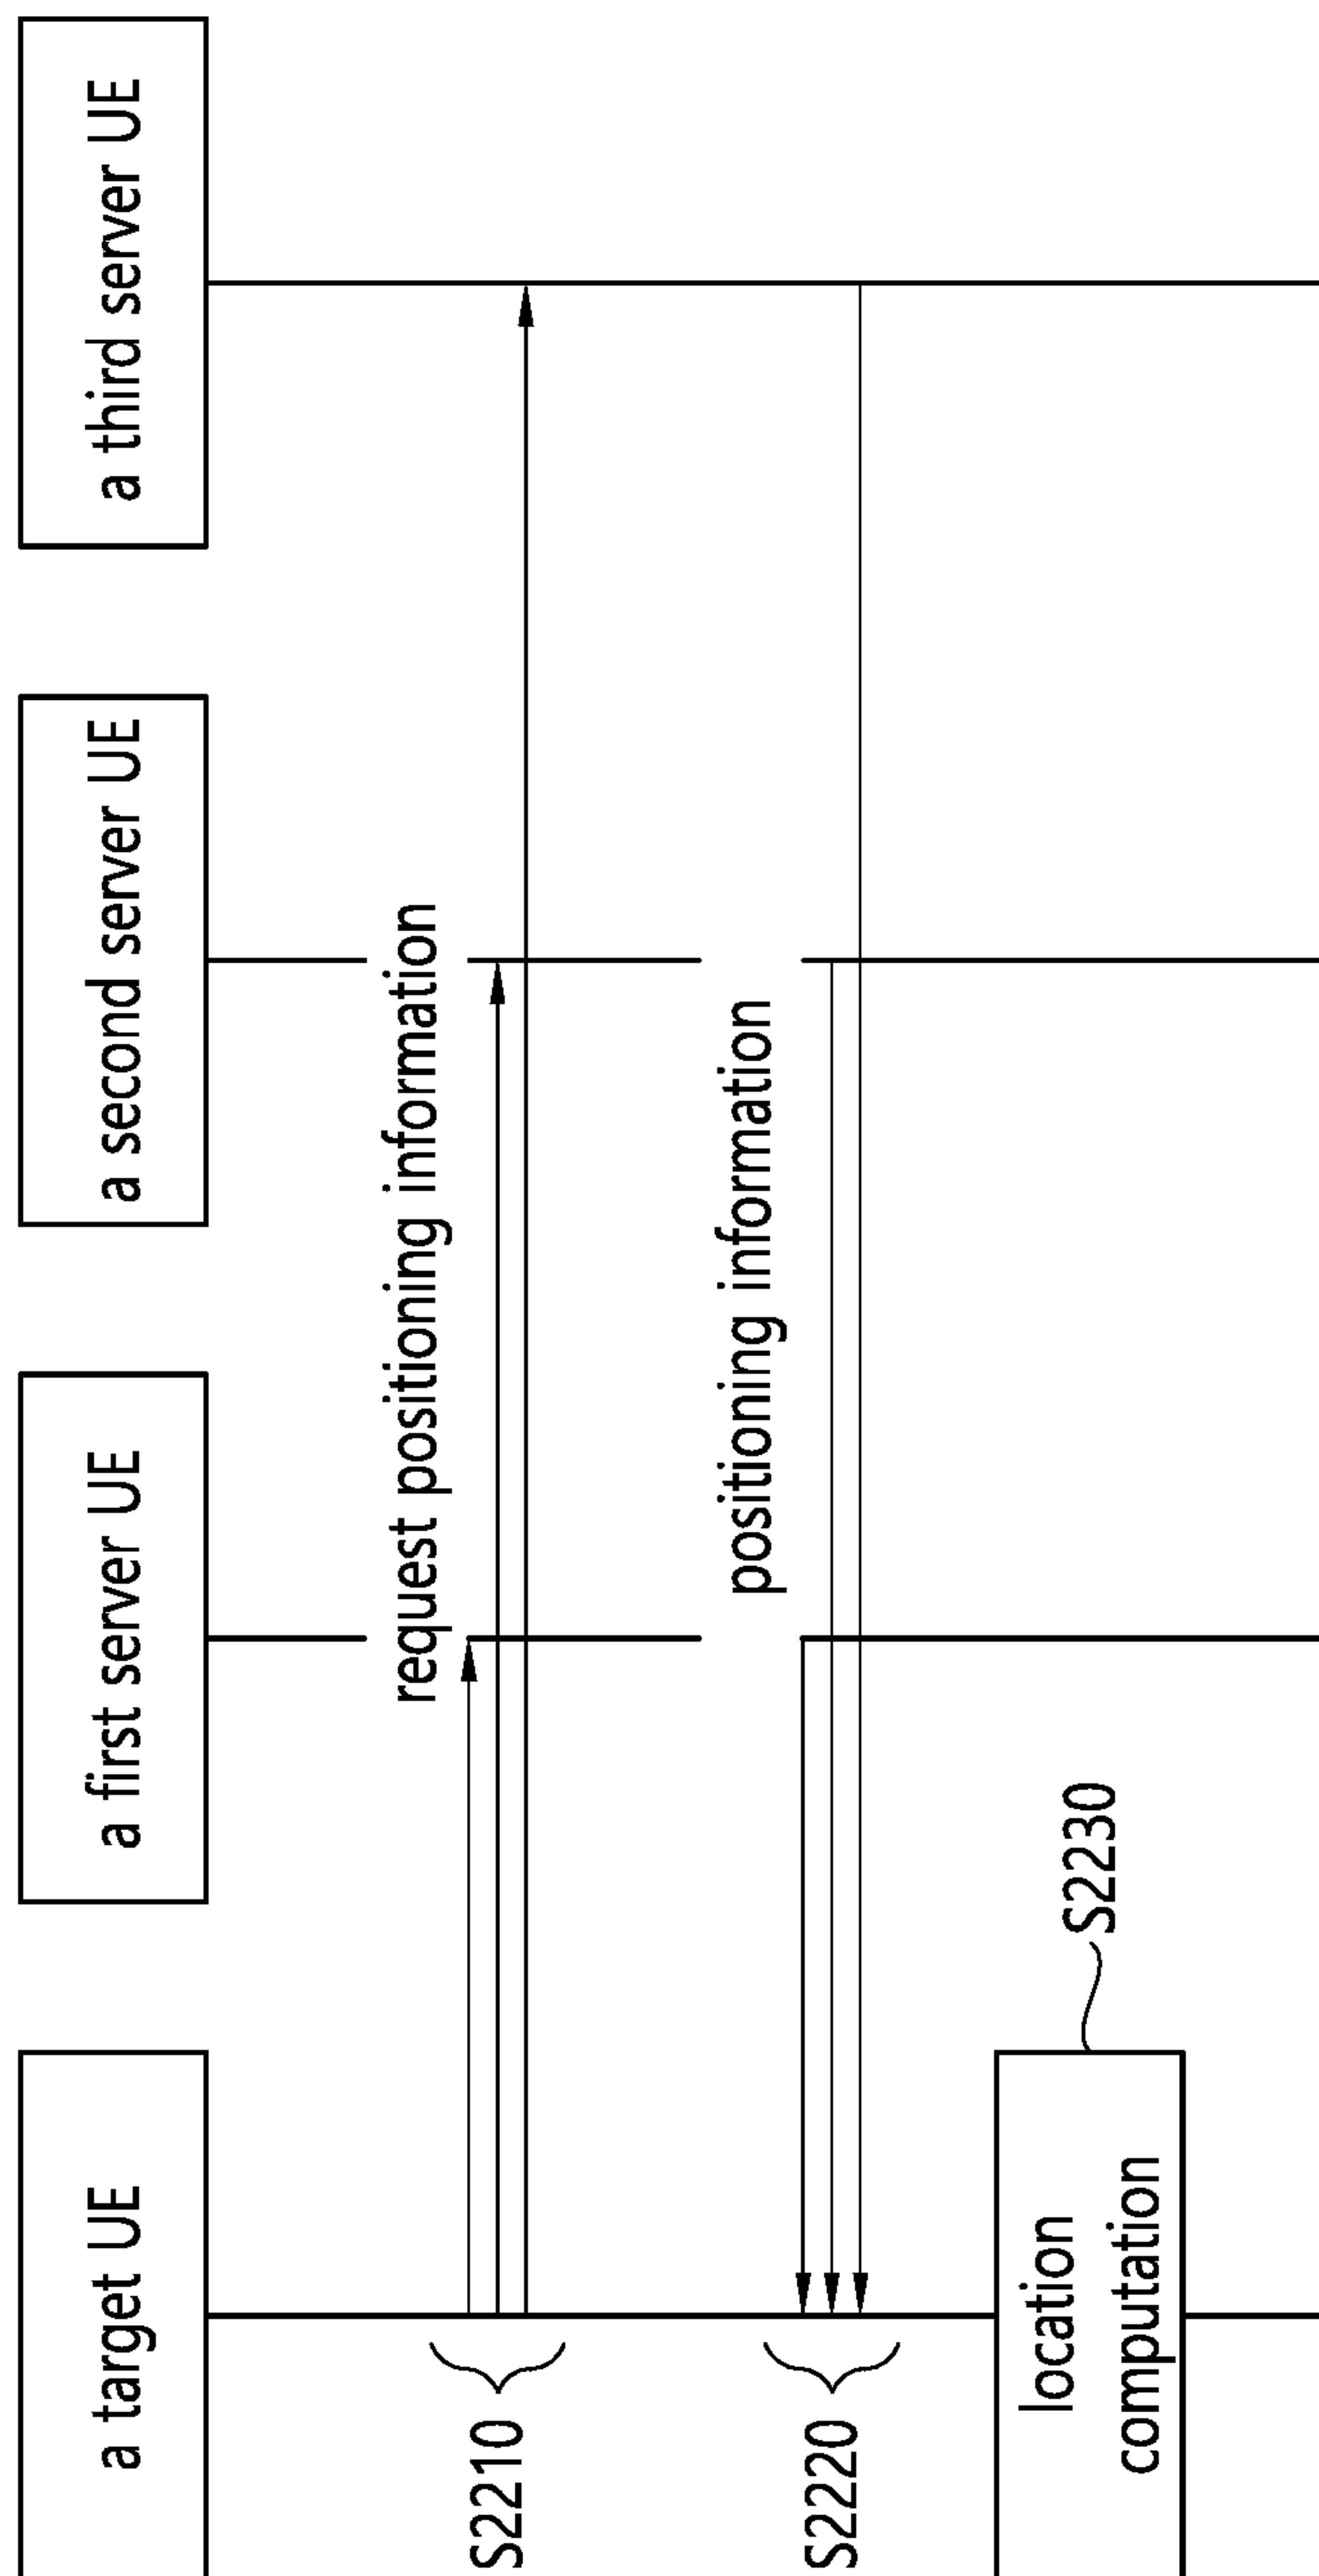 a target UE
a first server UE
a second server UE
a third server UE
request positioning information
S2210
positioning information
S2220
location
computation
S2230